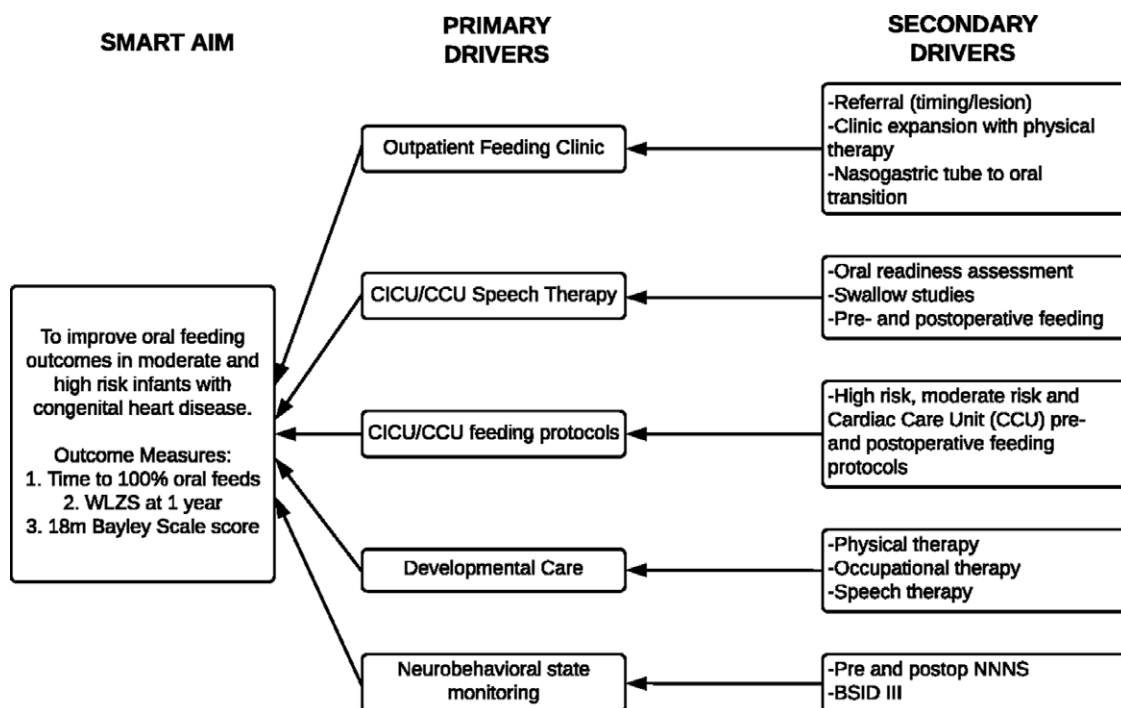 SMART AIM
PRIMARY
DRIVERS
SECONDARY
DRIVERS
To improve oral feeding
outcomes in moderate and
high risk infants with
congenital heart disease.
Outcome Measures:
1. Time to 100% oral feeds
2. WLZS at 1 year
3. 18m Bayley Scale score
Outpatient Feeding Clinic
-Referral (timing/lesion)
-Clinic expansion with physical
therapy
-Nasogastric tube to oral
transition
CICU/CCU Speech Therapy
-Oral readiness assessment
-Swallow studies
-Pre- and postoperative feeding
CICU/CCU feeding protocols
-High risk, moderate risk and
Cardiac Care Unit (CCU) pre-
and postoperative feeding
protocols
Developmental Care
-Physical therapy
-Occupational therapy
-Speech therapy
Neurobehavioral state
monitoring
-Pre and postop NNNS
-BSID III